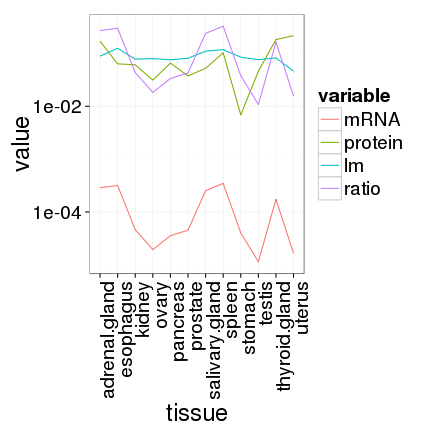 value
1e-02
1e-04
adrenal.gland
esophagus
kidney
ovary
pancreas
prostate
salivary.gland
spleen
stomach
testis
thyroid.gland
uterus
tissue
variable
mRNA
protein
lm
ratio